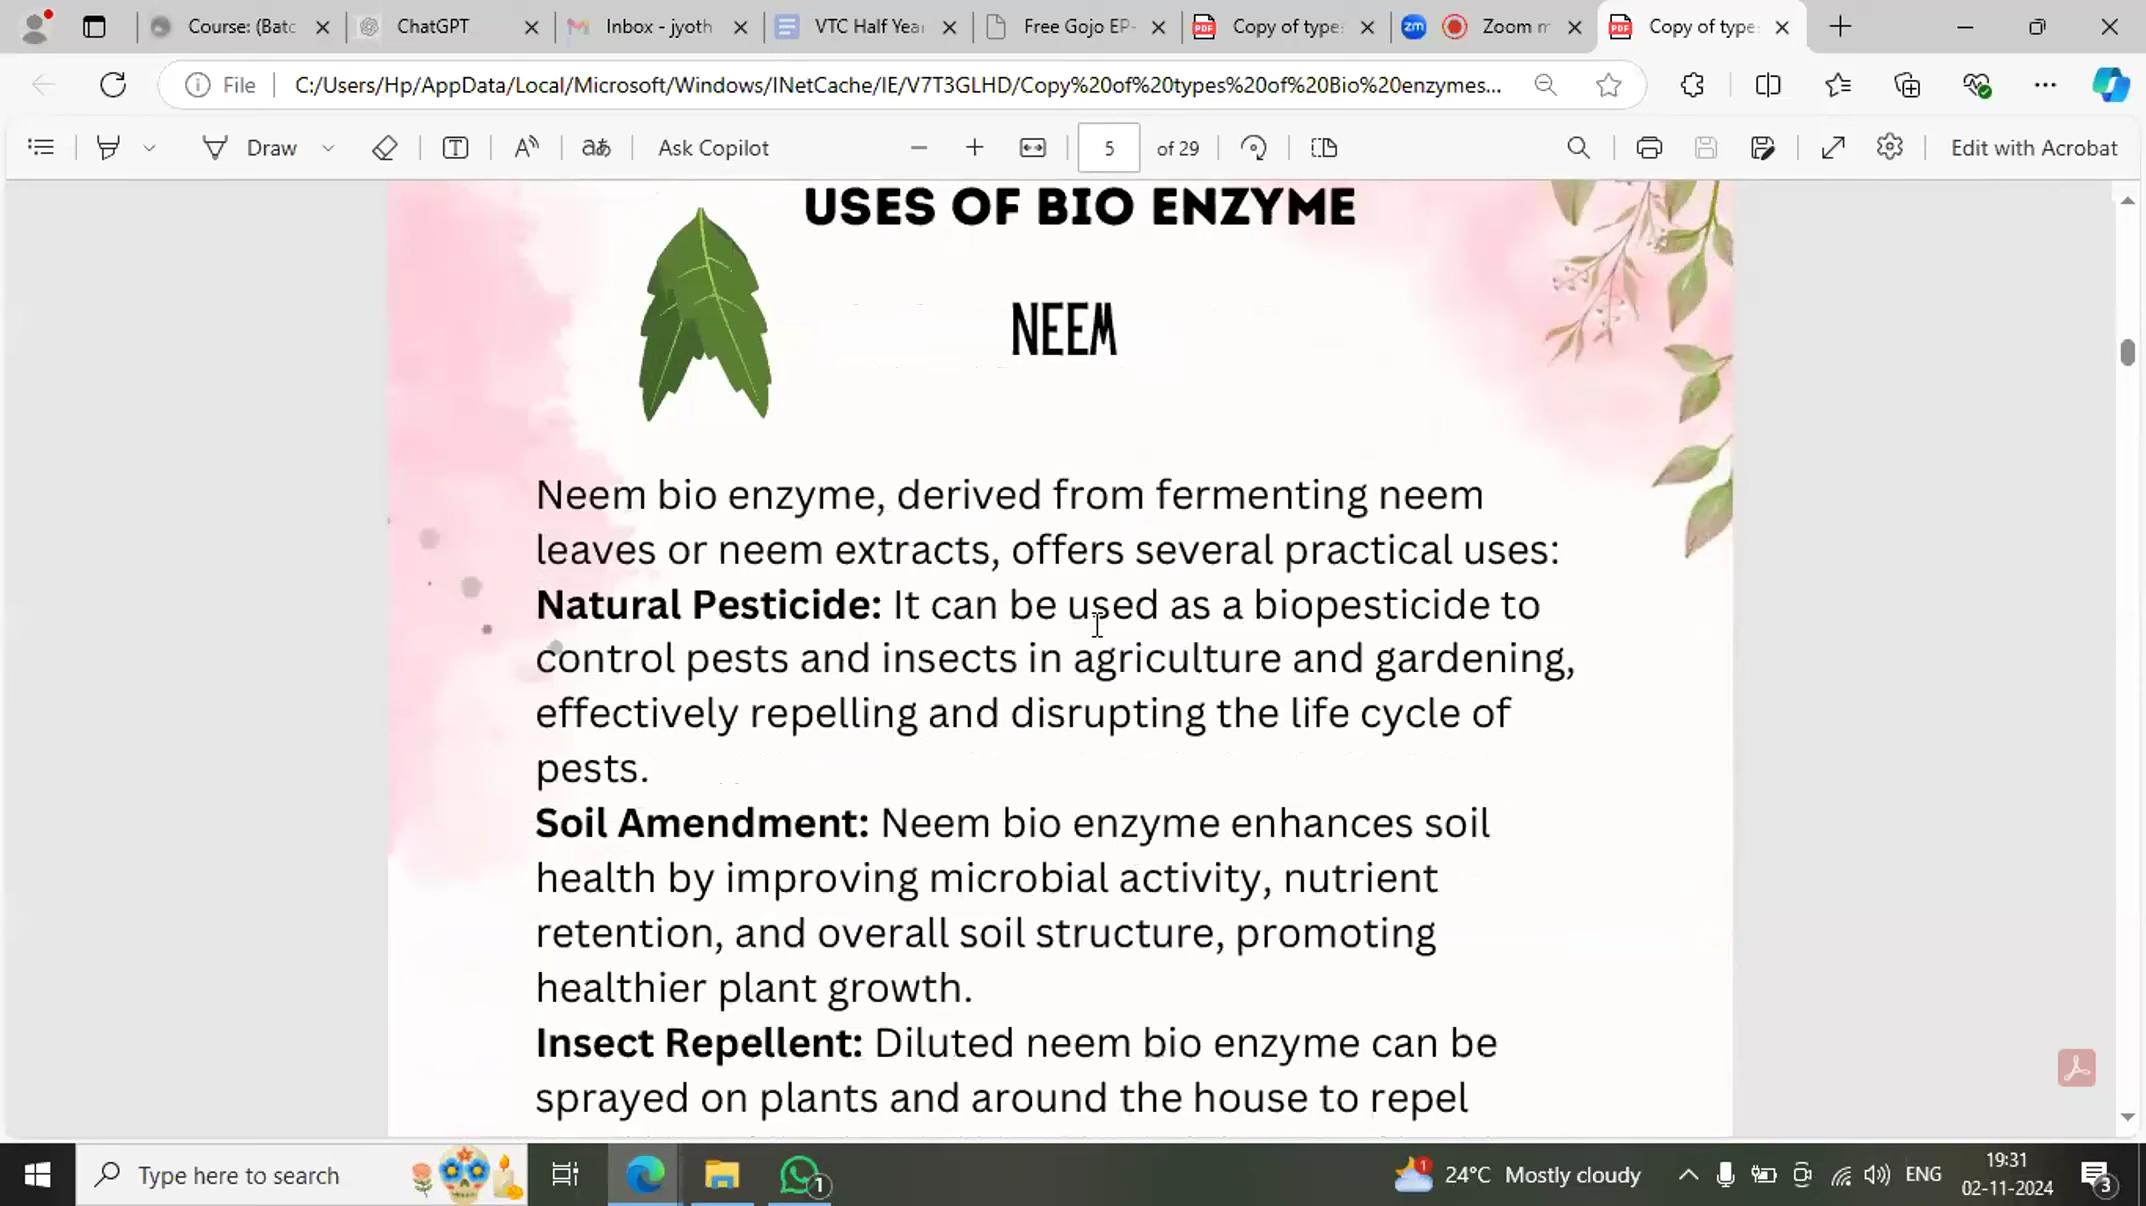 Course: (Batc
ChatGPT
Inbox - jyoth
VTC Half Yea
Free Gojo EP-
Copy of type
zm
Zoom m
Copy of type
File
C:/Users/Hp/AppData/Local/Microsoft/Windows/INetCache/IE/V7T3GLHD/Copy%20of%20types%20of%20Bio%20enzymes...
Draw
Ask Copilot
5 of 29
Edit with Acrobat
USES OF BIO ENZYME
NEEM
Neem bio enzyme, derived from fermenting neem
leaves or neem extracts, offers several practical uses:
Natural Pesticide: It can be used as a biopesticide to
control pests and insects in agriculture and gardening,
effectively repelling and disrupting the life cycle of
pests.
Soil Amendment: Neem bio enzyme enhances soil
health by improving microbial activity, nutrient
retention, and overall soil structure, promoting
healthier plant growth.
Insect Repellent: Diluted neem bio enzyme can be
sprayed on plants and around the house to repel
Type here to search
1
1
24°C Mostly cloudy
ENG
19:31
02-11-2024
3